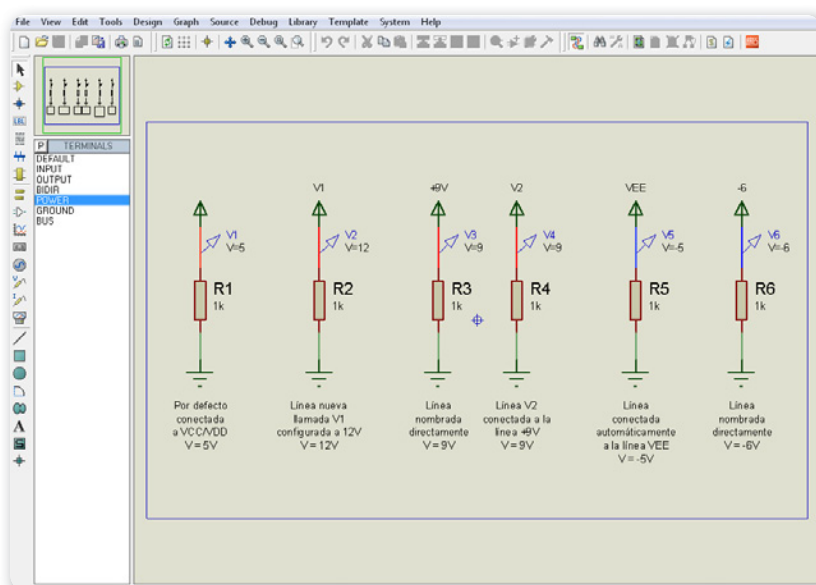 File View Edit Tools Design Graph Source Debug Library Template System Help
P TERMINALS
DEFAULT
INPUT
OUTPUT
BIDIR
POWER
GROUND
BUS
V1 +9V V2 VEE -6
V1 V2 V3 V4 V5 V6
V=5 V=12 V=9 V=9 V=-5 V=-6
R1 R2 R3 R4 R5 R6
1k 1k 1k 1k 1k 1k
Por defecto
conectada
a VCC/VDD
V=5V
Línea nueva
llamada V1
configurada a 12V
V=12V
Línea
nombrada
directamente
V=9V
Línea V2
conectada a la
línea +9V
V=9V
Línea
conectada
automáticamente
a la línea VEE
V=-5V
Línea
nombrada
directamente
V=-6V
LBL
A